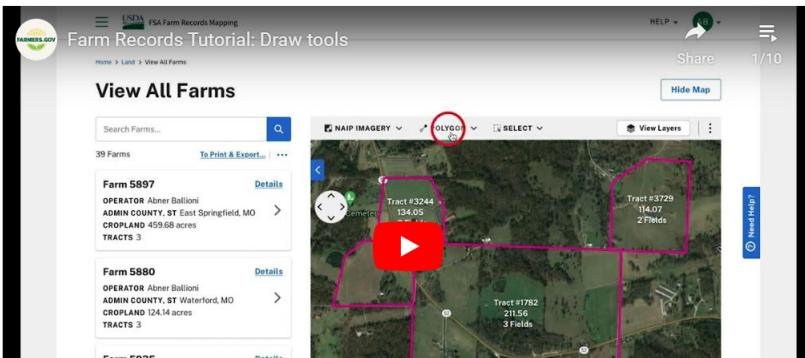 USDA FSA Farm Records Mapping
HELP
AB
FARMERS.GOV
Farm Records Tutorial: Draw tools
Share
1/10
Home > Land > View All Farms
View All Farms
Hide Map
Search Farms...
NAIP IMAGERY
POLYGON
SELECT
View Layers
39 Farms
To Print & Export...
Farm 5897
Details
OPERATOR Abner Ballioni
ADMIN COUNTY, ST East Springfield, MO
CROPLAND 459.68 acres
TRACTS 3
Farm 5880
Details
OPERATOR Abner Ballioni
ADMIN COUNTY, ST Waterford, MO
CROPLAND 124.14 acres
TRACTS 3
Details
Cemetery
Tract #3244
134.05
Tract #3729
114.07
2 Fields
Tract #1782
211.56
3 Fields
Need Help?